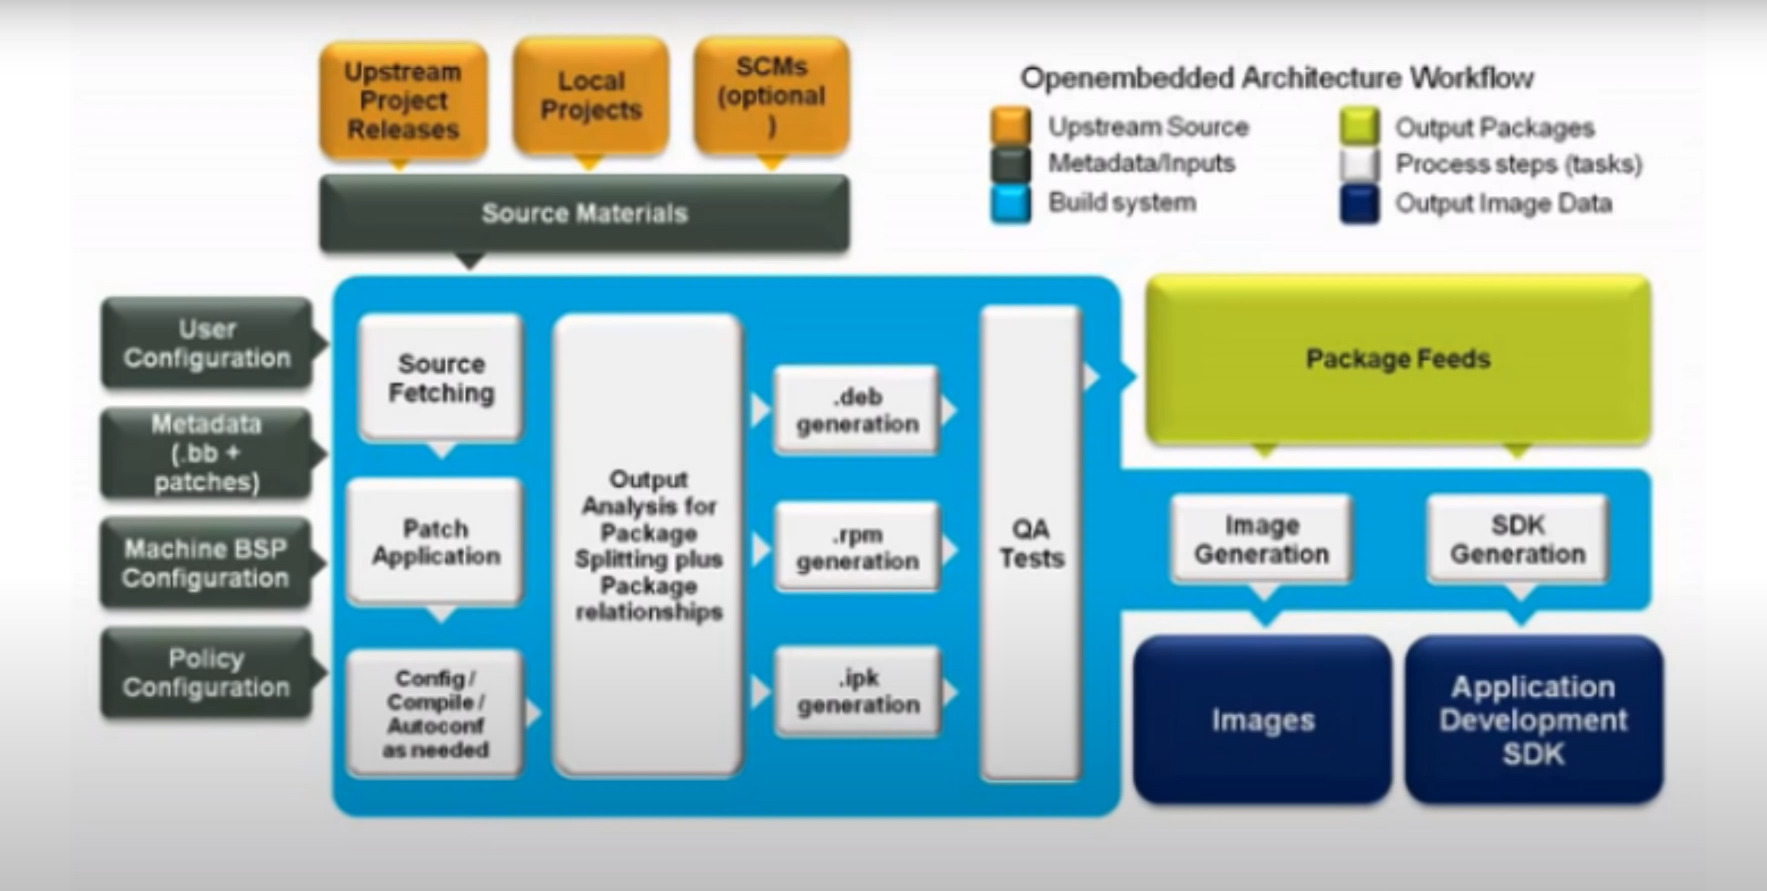 Upstream
Project
Releases
Local
Projects
SCMs
(optional
)
Openembedded Architecture Workflow
Upstream Source
Output Packages
Metadata/Inputs
Process steps (tasks)
Build system
Output Image Data
Source Materials
User
Configuration
Metadata
(.bb +
patches)
Machine BSP
Configuration
Policy
Configuration
Source
Fetching
Patch
Application
Config /
Compile /
Autoconf
as needed
Output
Analysis for
Package
Splitting plus
Package
relationships
.deb
generation
.rpm
generation
.ipk
generation
QA
Tests
Package Feeds
Image
Generation
SDK
Generation
Images
Application
Development
SDK